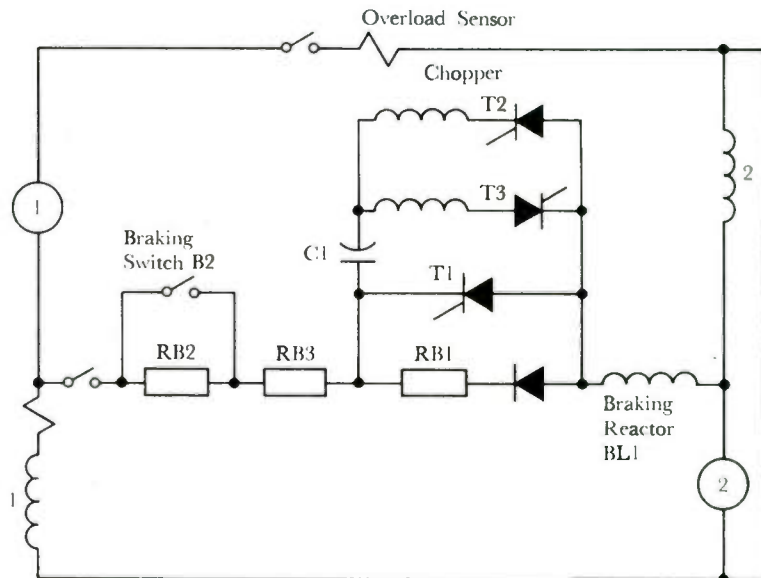 Overload Sensor
Chopper
T2
2
T3
1
Braking
Switch B2
C1
T1
RB2
RB3
RB1
Braking
Reactor
BL1
1
2